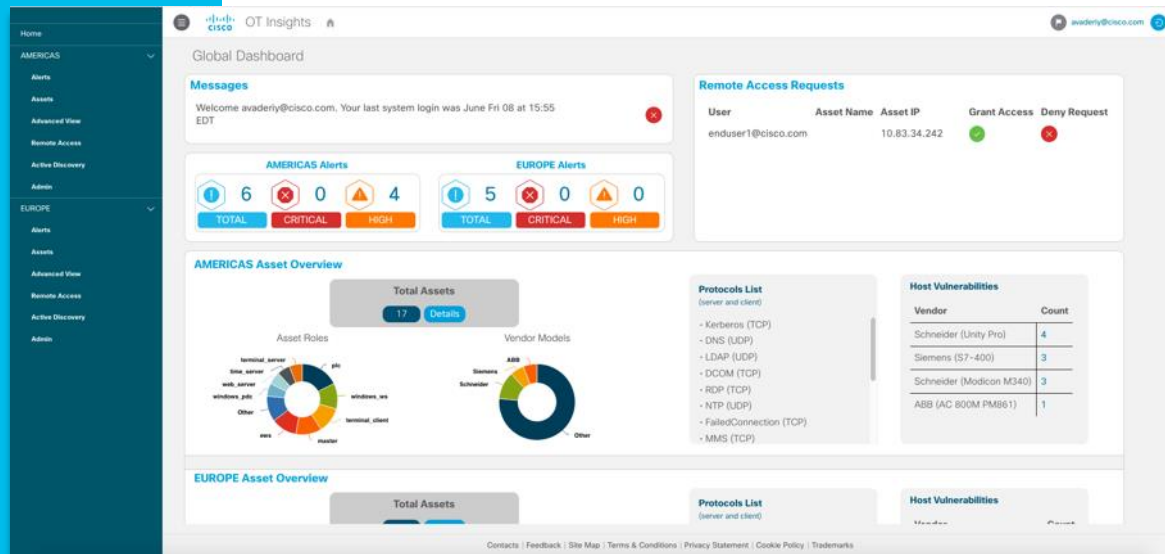 Home
AMERICAS
Alerts
Assets
Advanced View
Remote Access
Active Discovery
Admin
EUROPE
Alerts
Assets
Advanced View
Remote Access
Active Discovery
Admin
CISCO OT Insights
avaderiy@cisco.com
Global Dashboard
Messages
Welcome avaderiy@cisco.com. Your last system login was June Fri 08 at 15:55
EDT
Remote Access Requests
User Asset Name Asset IP Grant Access Deny Request
enduser1@cisco.com 10.83.34.242
AMERICAS Alerts
6 0 4
TOTAL CRITICAL HIGH
EUROPE Alerts
5 0 0
TOTAL CRITICAL HIGH
AMERICAS Asset Overview
Total Assets
17 Details
Asset Roles
terminal_server
time_server
web_server
windows_pdc
Other
ews
master
terminal_client
windows_ws
plc
Vendor Models
ABB
Siemens
Schneider
Other
Protocols List
(server and client)
- Kerberos (TCP)
- DNS (UDP)
- LDAP (UDP)
- DCOM (TCP)
- RDP (TCP)
- NTP (UDP)
- FailedConnection (TCP)
- MMS (TCP)
Host Vulnerabilities
Vendor Count
Schneider (Unity Pro) 4
Siemens (S7-400) 3
Schneider (Modicon M340) 3
ABB (AC 800M PM861) 1
EUROPE Asset Overview
Total Assets
Protocols List
(server and client)
Host Vulnerabilities
Contacts | Feedback | Site Map | Terms & Conditions | Privacy Statement | Cookie Policy | Trademarks